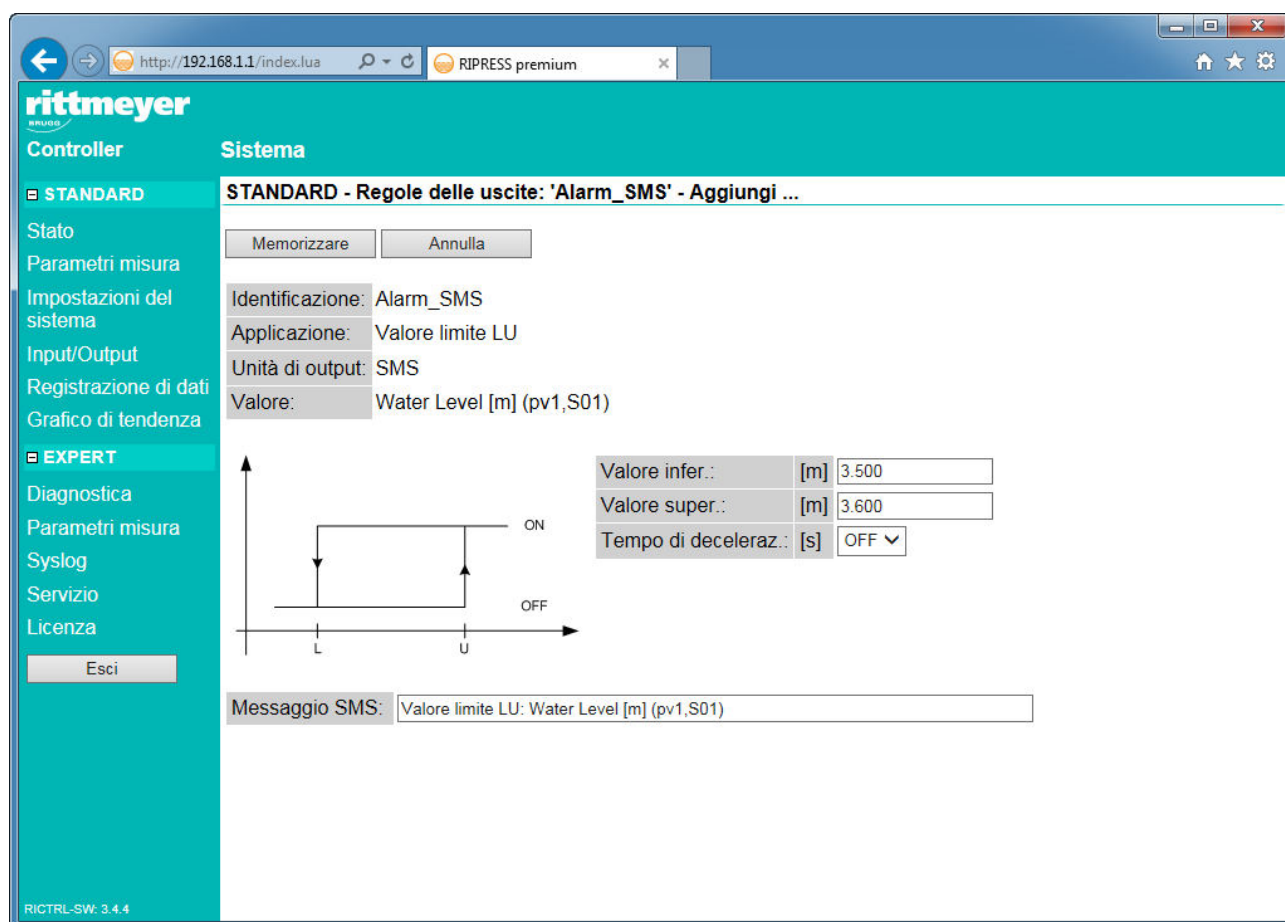 http://192.168.1.1/index.lua
RIPRESS premium
rittmeyer
BRUGG
Controller
Sistema
STANDARD
Stato
Parametri misura
Impostazioni del
sistema
Input/Output
Registrazione di dati
Grafico di tendenza
EXPERT
Diagnostica
Parametri misura
Syslog
Servizio
Licenza
Esci
RICTRL-SW: 3.4.4
STANDARD - Regole delle uscite: 'Alarm_SMS' - Aggiungi ...
Memorizzare Annulla
Identificazione: Alarm_SMS
Applicazione: Valore limite LU
Unità di output: SMS
Valore: Water Level [m] (pv1,S01)
ON
OFF
L U
Valore infer.: [m] 3.500
Valore super.: [m] 3.600
Tempo di deceleraz.: [s] OFF
Messaggio SMS: Valore limite LU: Water Level [m] (pv1,S01)